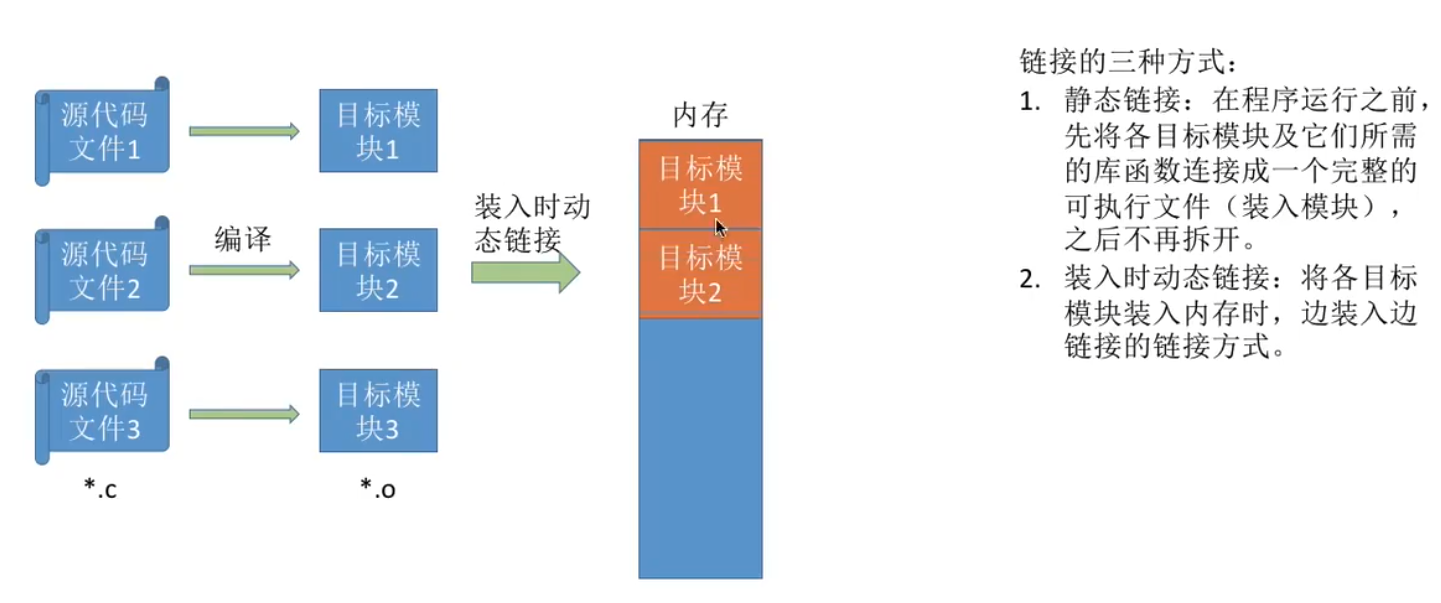 源代码
文件1
目标模
块1
源代码
文件2
编译
目标模
块2
源代码
文件3
目标模
块3
*.c
*.o
装入时动
态链接
内存
目标模
块1
目标模
块2
链接的三种方式：
1. 静态链接：在程序运行之前，
先将各目标模块及它们所需
的库函数连接成一个完整的
可执行文件（装入模块），
之后不再拆开。
2. 装入时动态链接：将各目标
模块装入内存时，边装入边
链接的链接方式。